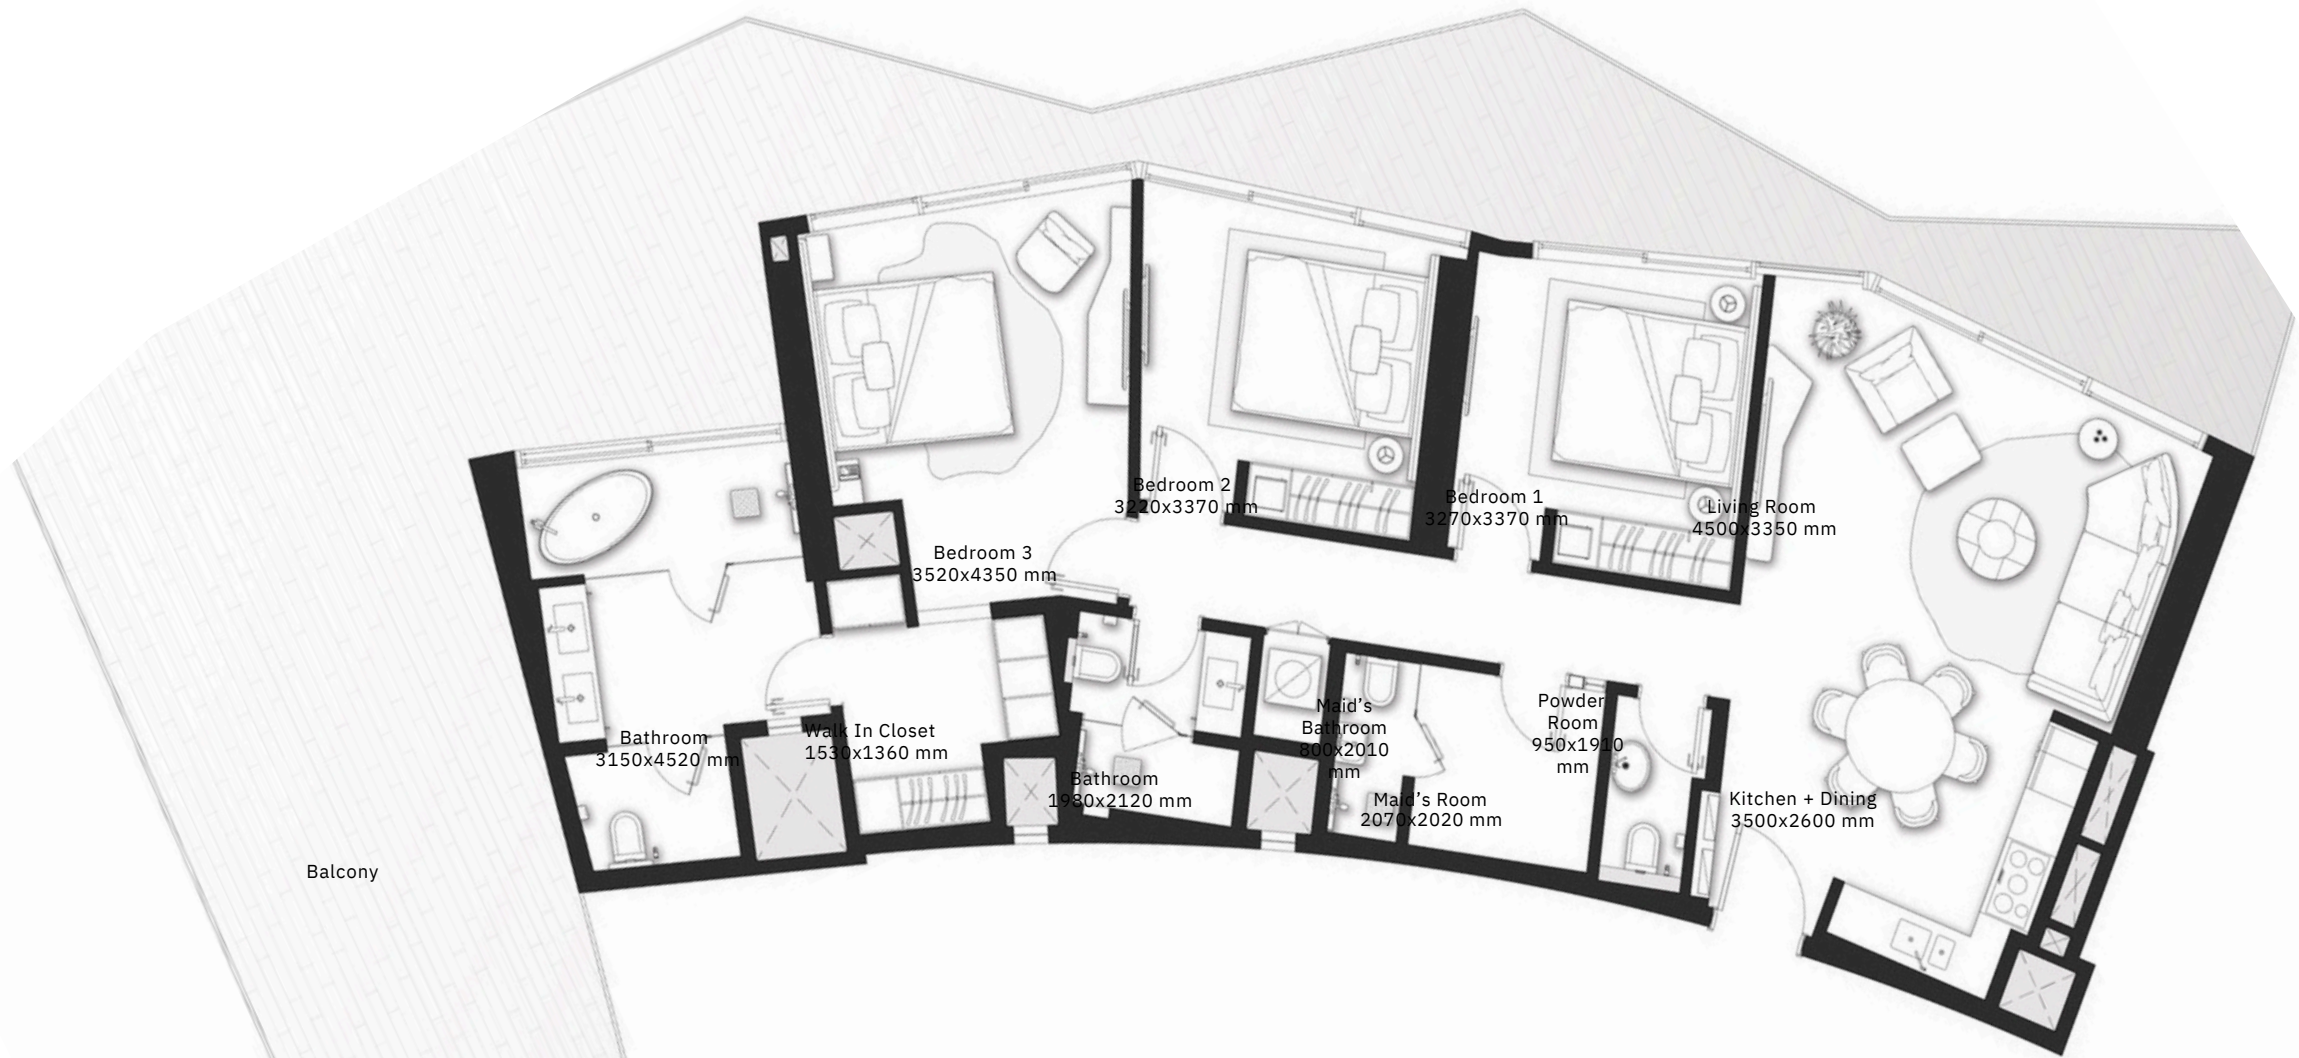 Bedroom 2
3220x3370 mm
Bedroom 1
3270x3370 mm
Living Room
4500x3350 mm
Bedroom 3
3520x4350 mm
Maid's
Bathroom
800x2010
mm
Powder
Room
950x1910
mm
Bathroom
3150x4520 mm
Walk In Closet
1530x1360 mm
Bathroom
1980x2120 mm
Maid's Room
2070x2020 mm
Kitchen + Dining
3500x2600 mm
Balcony